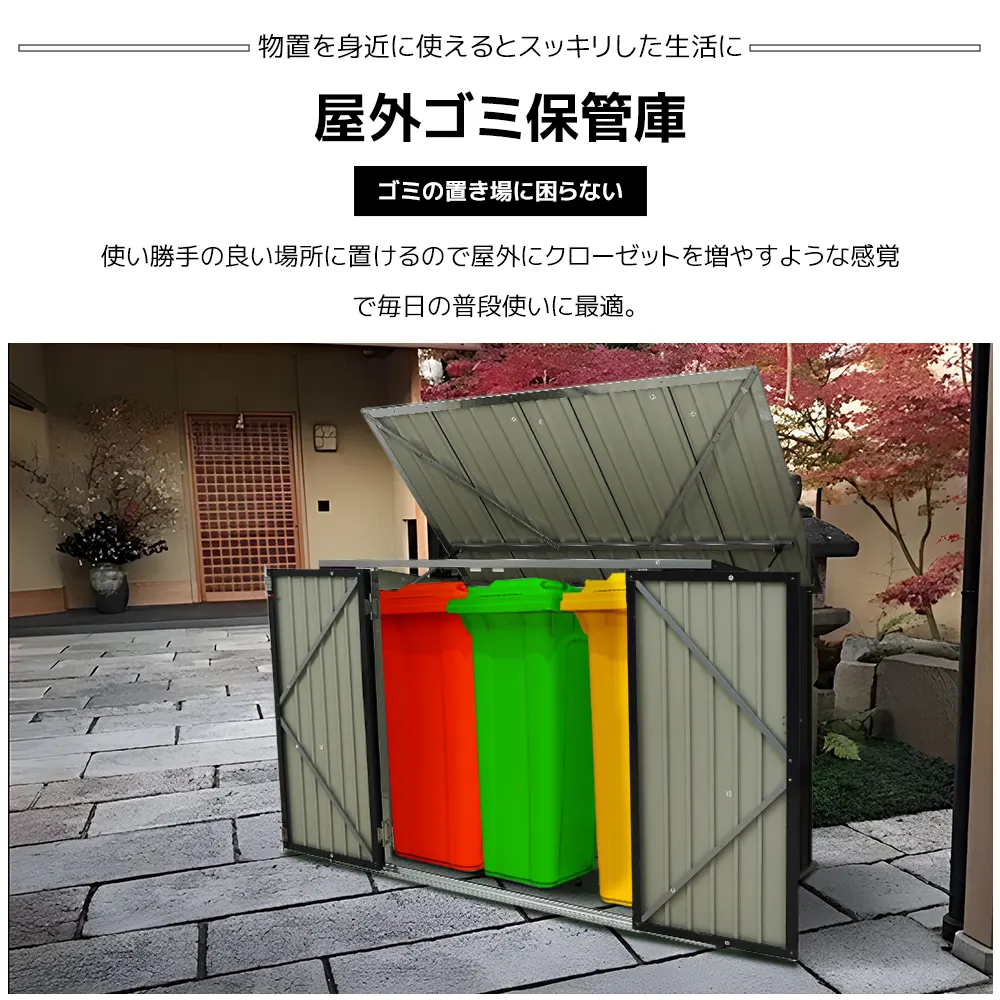 物置を身近に使えるとスッキリした生活に
屋外ゴミ保管庫
ゴミの置き場に困らない
使い勝手の良い場所に置けるので屋外にクローゼットを増やすような感覚
で毎日の普段使いに最適。